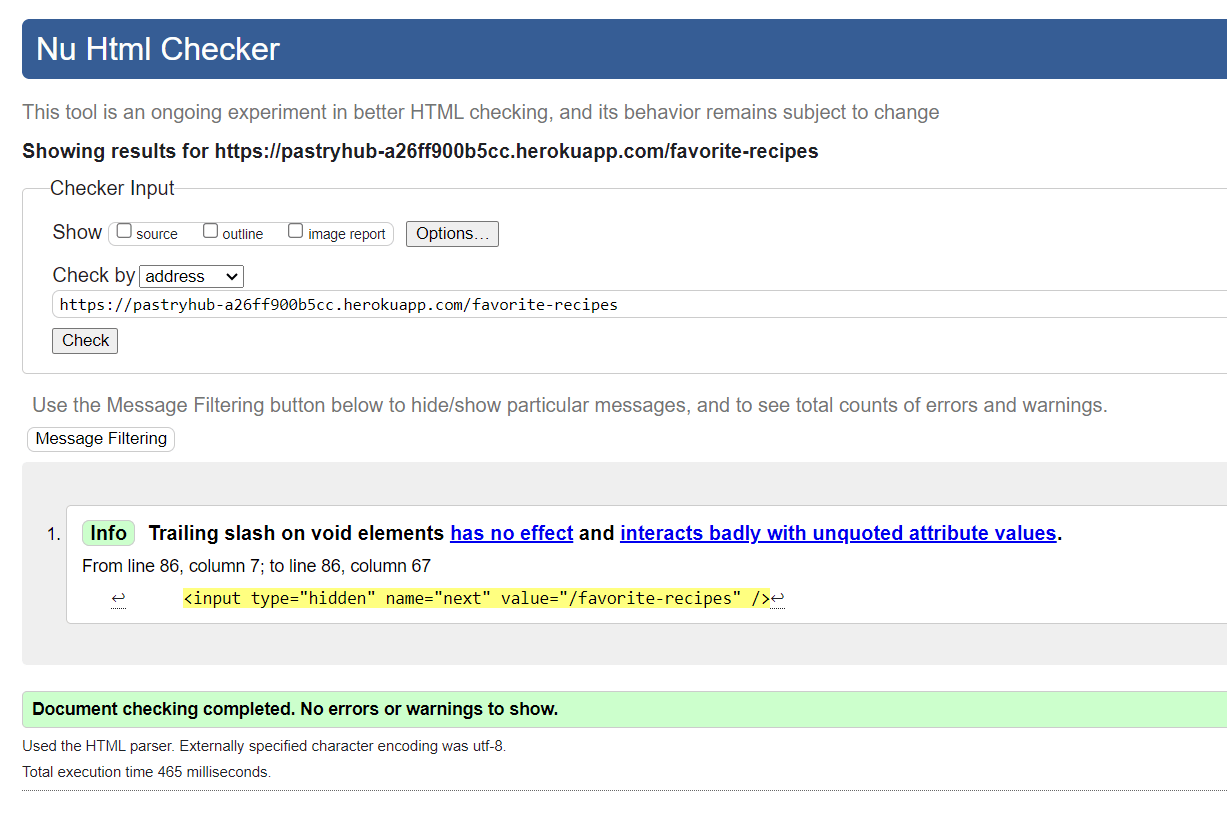 Nu Html Checker
This tool is an ongoing experiment in better HTML checking, and its behavior remains subject to change
Showing results for https://pastryhub-a26ff900b5cc.herokuapp.com/favorite-recipes
Checker Input
Show source outline image report Options...
Check by address
https://pastryhub-a26ff900b5cc.herokuapp.com/favorite-recipes
Check
Use the Message Filtering button below to hide/show particular messages, and to see total counts of errors and warnings.
Message Filtering
1. Info Trailing slash on void elements has no effect and interacts badly with unquoted attribute values.
From line 86, column 7; to line 86, column 67
↩ <input type="hidden" name="next" value="/favorite-recipes" />↩
Document checking completed. No errors or warnings to show.
Used the HTML parser. Externally specified character encoding was utf-8.
Total execution time 465 milliseconds.